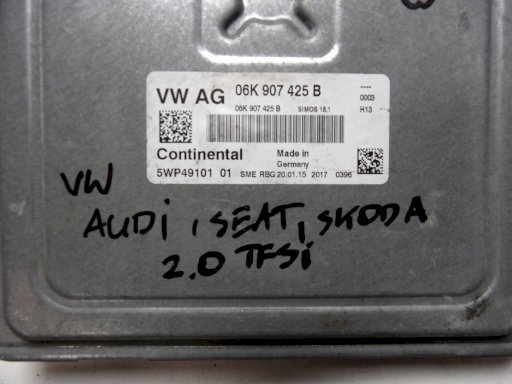 VW AG 06K 907 425 B ----
06K 907 425 B SIMOS 18.1 0003
H13
Continental Made in
Germany
5WP49101 01 SME RBG 20.01.15 2017 0396
VW
AUDi, SEAT, SKODA
2.0 TFSi